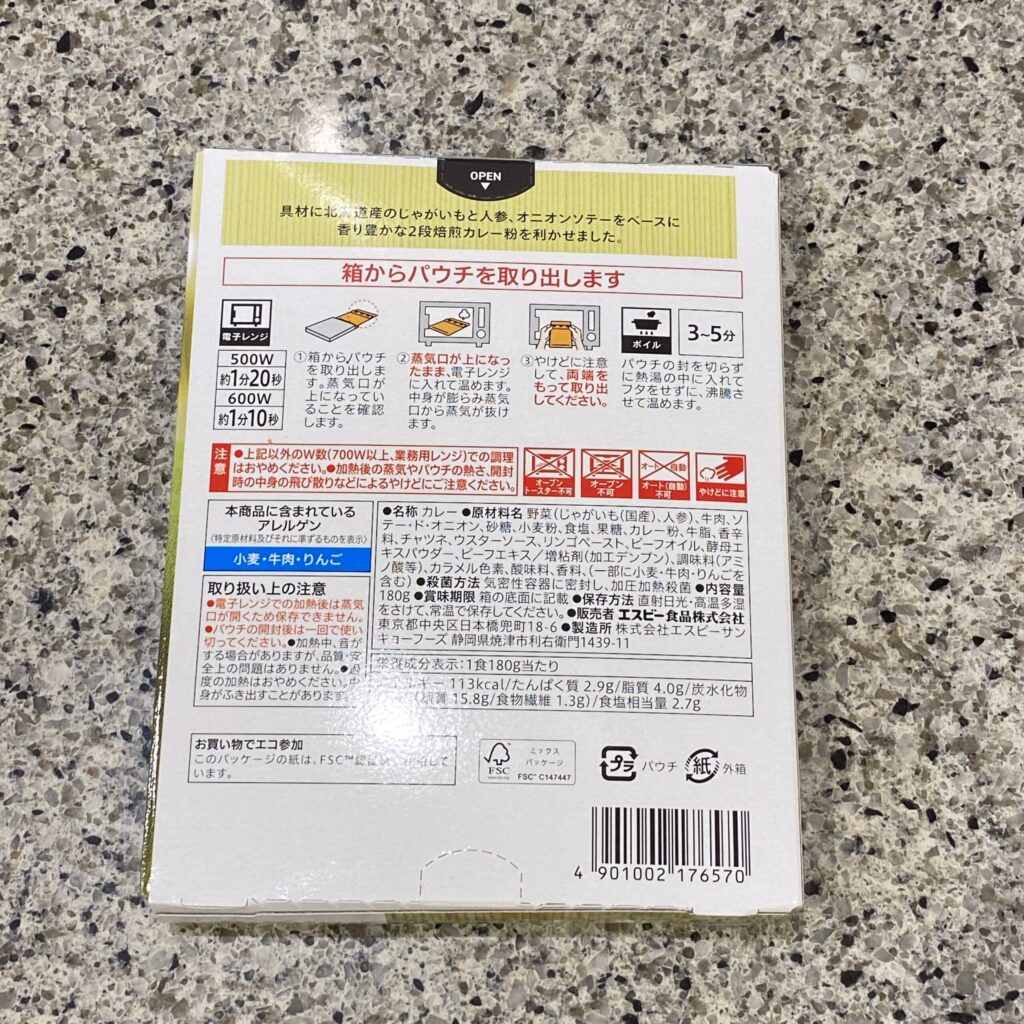 OPEN
具材に北海道産のじゃがいもと人参、オニオンソテーをベースに
香り豊かな2段焙煎カレー粉を利かせました。
箱からパウチを取り出します
電子レンジ
500W
約1分20秒
600W
約1分10秒
①箱からパウチ
を取り出しま
す。蒸気口が
上になってい
ることを確認
します。
②蒸気口が上になっ
たまま、電子レンジ
に入れて温めます。
中身が膨らみ蒸気
口から蒸気が抜け
ます。
③やけどに注意
して、両端を
もって取り出
してください。
ボイル
3~5分
パウチの封を切らず
に熱湯の中に入れて
フタをせずに、沸騰さ
せて温めます。
注意
●上記以外のW数(700W以上、業務用レンジ)での調理
はおやめください。●加熱後の蒸気やパウチの熱さ、開封
時の中身の飛び散りなどによるやけどにご注意ください。
オーブン
トースター不可
オーブン
不可
オート 自動
オート(自動)
不可
やけどに注意
本商品に含まれている
アレルゲン
(特定原材料及びそれに準ずるものを表示)
小麦・牛肉・りんご
取り扱い上の注意
●電子レンジでの加熱後は蒸気
口が開くため保存できません。
●パウチの開封後は一回で使い
切ってください。●加熱中、音が
する場合がありますが、品質・安
全上の問題はありません。●過
度の加熱はおやめください。中
身がふき出すことがあります。
●名称 カレー ●原材料名 野菜(じゃがいも(国産)、人参)、牛肉、ソ
テー・ド・オニオン、砂糖、小麦粉、食塩、果糖、カレー粉、牛脂、香辛
料、チャツネ、ウスターソース、リンゴペースト、ビーフオイル、酵母エ
キスパウダー、ビーフエキス/増粘剤(加工デンプン)、調味料(アミ
ノ酸等)、カラメル色素、酸味料、香料、(一部に小麦・牛肉・りんごを
含む) ●殺菌方法 気密性容器に密封し、加圧加熱殺菌 ●内容量
180g ●賞味期限 箱の底面に記載 ●保存方法 直射日光・高温多湿
をさけて、常温で保存してください。●販売者 エスビー食品株式会社
東京都中央区日本橋兜町18-6 ●製造所 株式会社エスビーサン
キョーフーズ 静岡県焼津市利右衛門1439-11
栄養成分表示:1食180g当たり
エネルギー 113kcal/たんぱく質 2.9g/脂質 4.0g/炭水化物
15.8g/食物繊維 1.3g)/食塩相当量 2.7g
お買い物でエコ参加
このパッケージの紙は、FSC™認証
います。
FSC
www.fsc.org
ミックス
パッケージ
FSC™ C147447
プラ パウチ
紙 外箱
4 901002 176570